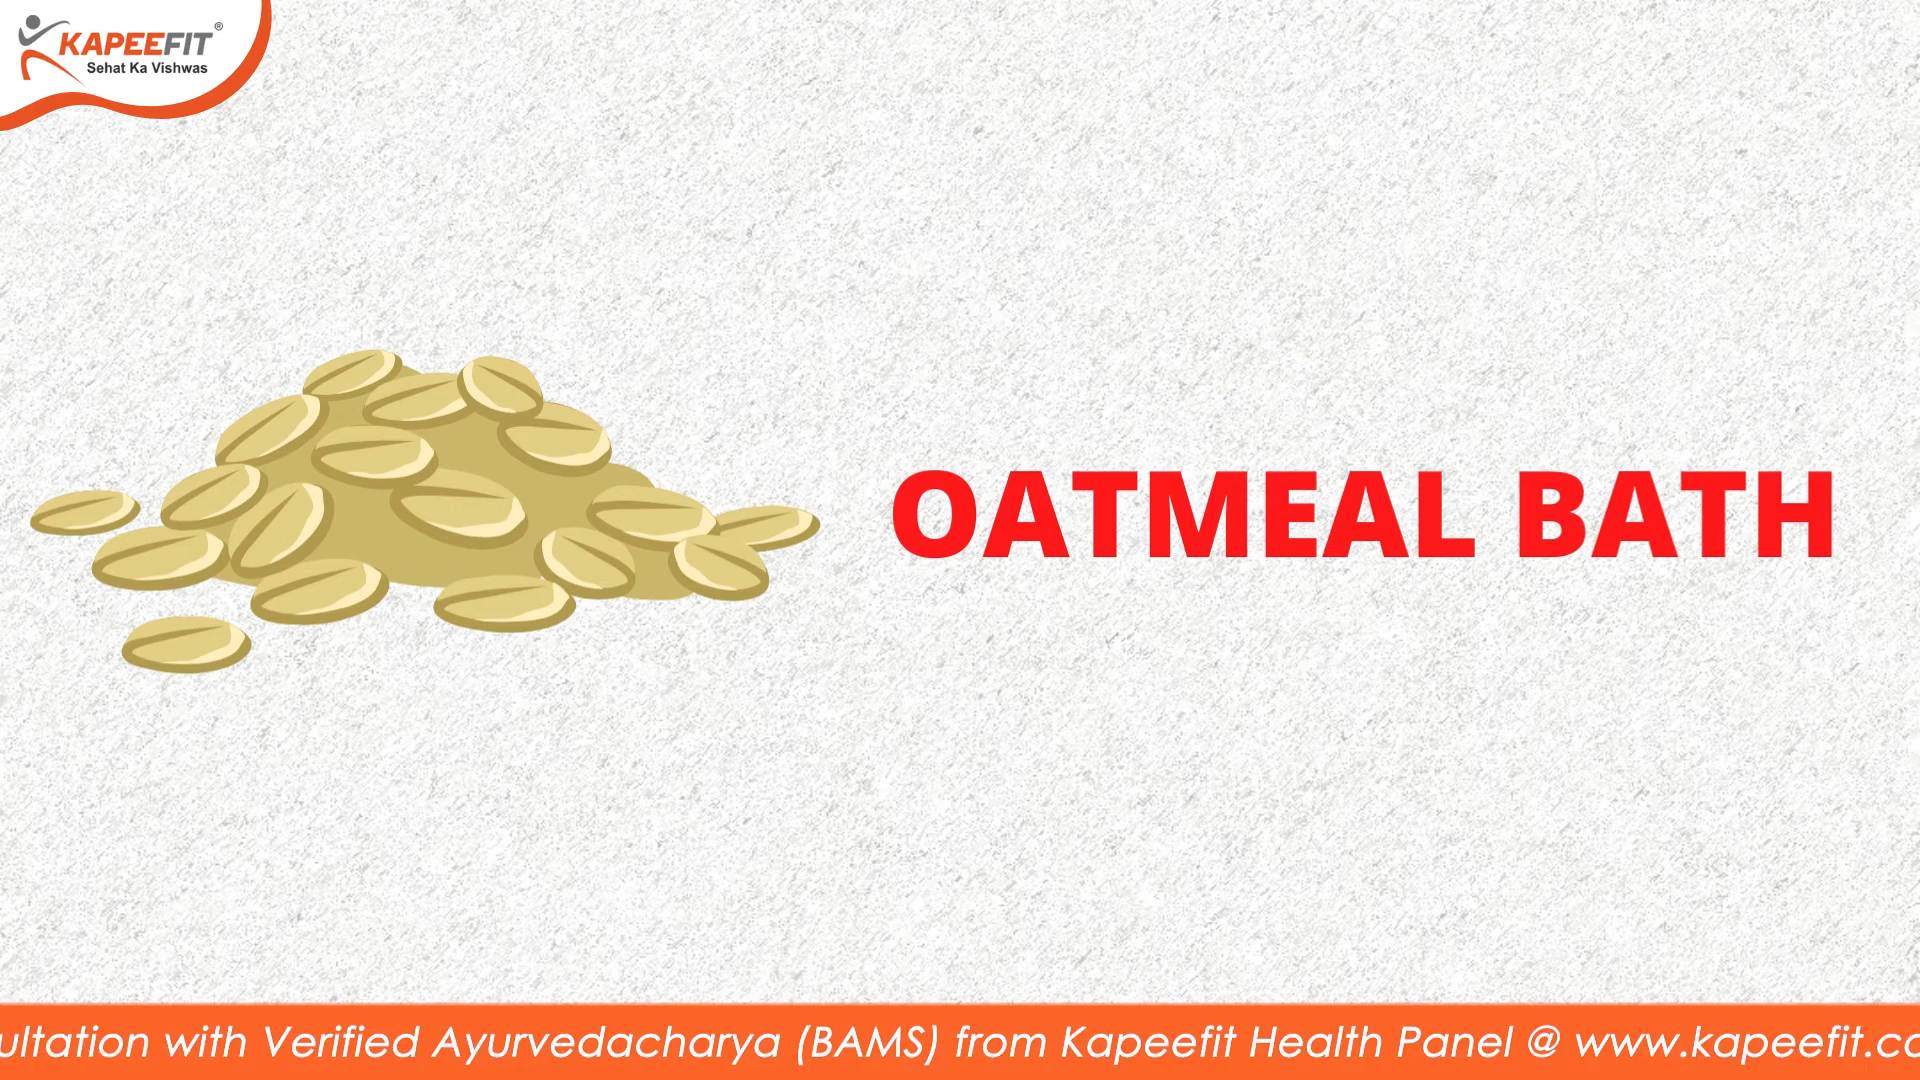 KAPEEFIT®
Sehat Ka Vishwas
OATMEAL BATH
ultation with Verified Ayurvedacharya (BAMS) from Kapeefit Health Panel @ www.kapeefit.co